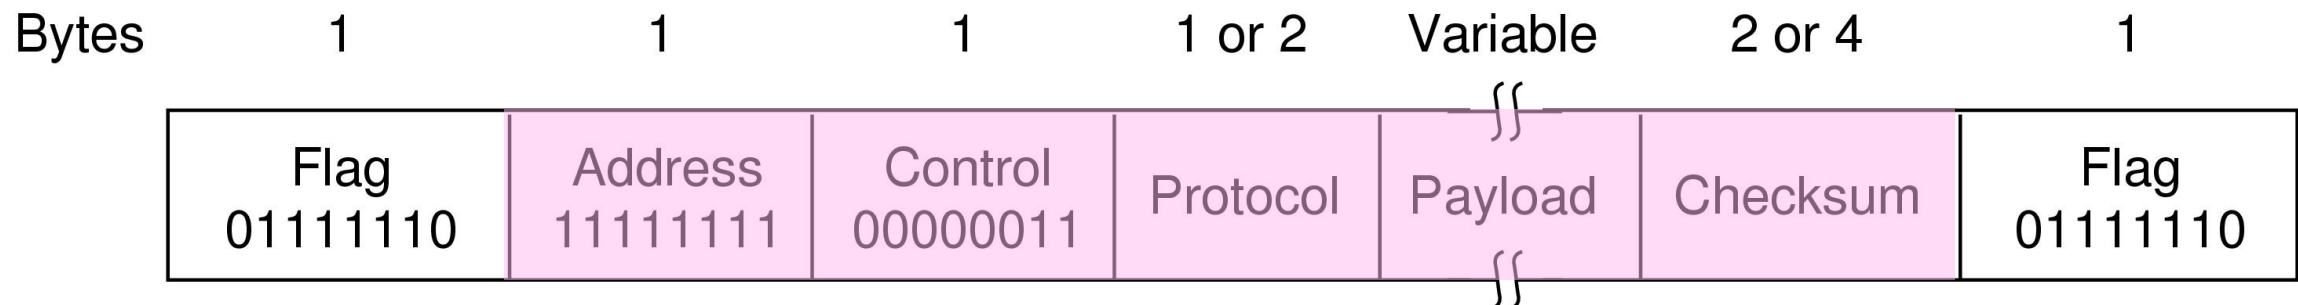 Bytes 1 1 1 1 or 2 Variable 2 or 4 1
Flag Address Control Protocol Payload Checksum Flag
01111110 11111111 00000011 01111110